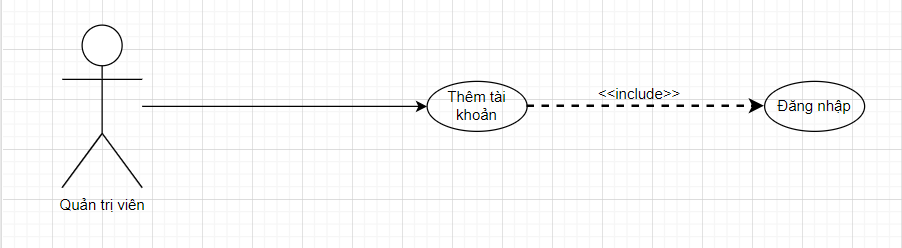 <<include>>
Thêm tài
khoản
Đăng nhập
Quản trị viên